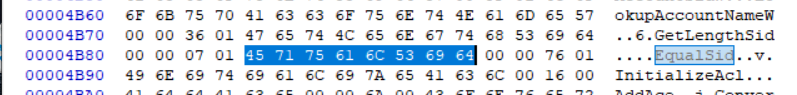 00004B60 6F 6B 75 70 41 63 63 6F 75 6E 74 4E 61 6D 65 57 okupAccountNameW
00004B70 00 00 36 01 47 65 74 4C 65 6E 67 74 68 53 69 64 ..6.GetLengthSid
00004B80 00 00 07 01 45 71 75 61 6C 53 69 64 00 00 76 01 ....EqualSid..v.
00004B90 49 6E 69 74 69 61 6C 69 7A 65 41 63 6C 00 16 00 InitializeAcl...